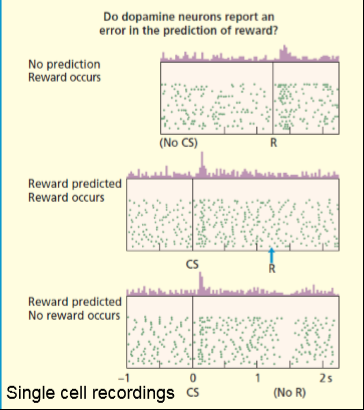 Do dopamine neurons report an
error in the prediction of reward?
No prediction
Reward occurs
(No CS)
R
Reward predicted
Reward occurs
CS
R
Reward predicted
No reward occurs
-1
0
1
2 s
CS
(No R)
Single cell recordings